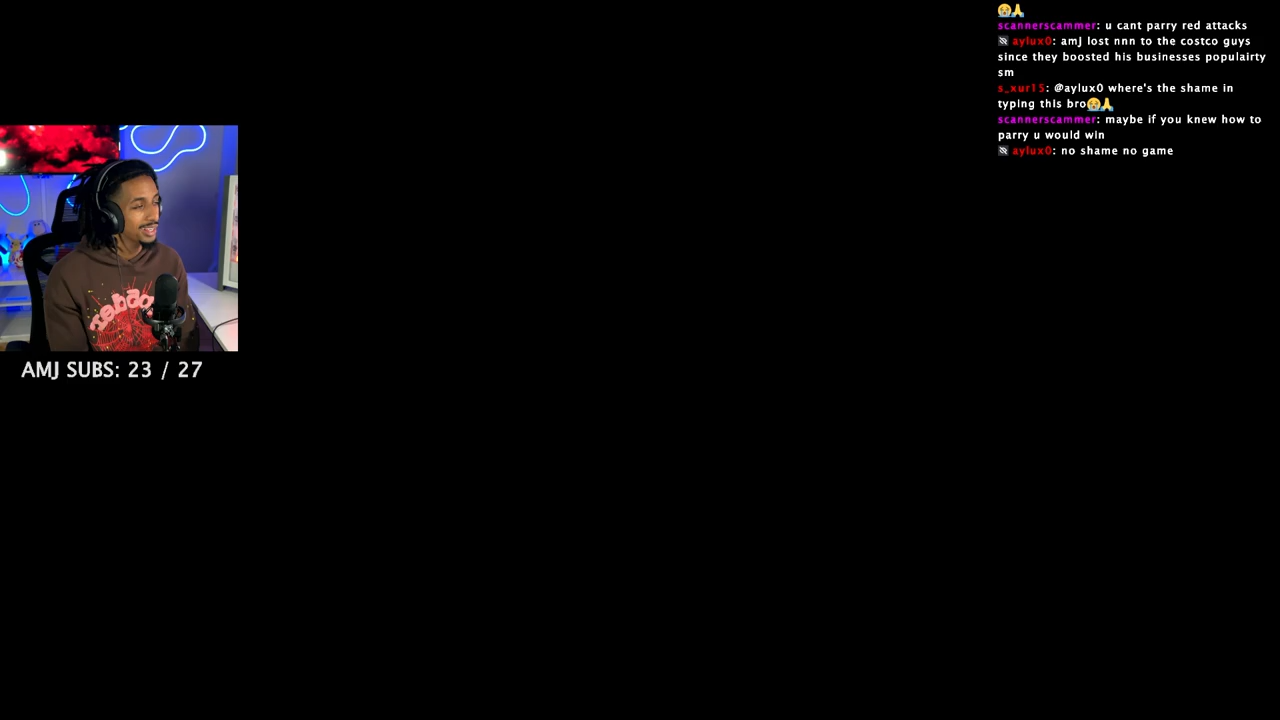 scannerscammer: u cant parry red attacks
aylux0: amJ lost nnn to the costco guys
since they boosted his businesses populairty
sm
s_xur15: @aylux0 where's the shame in
typing this bro😭🙏
scannerscammer: maybe if you knew how to
parry u would win
aylux0: no shame no game
AMJ SUBS: 23 / 27